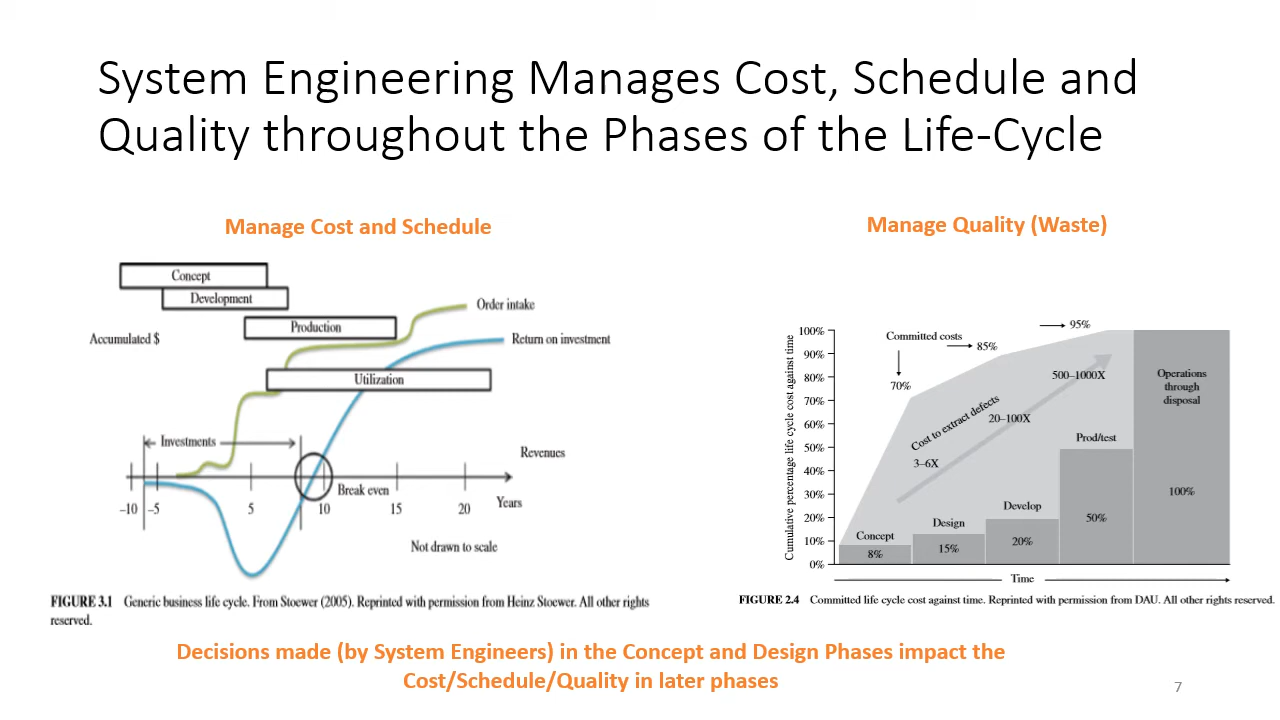 System Engineering Manages Cost, Schedule and
Quality throughout the Phases of the Life-Cycle
Manage Cost and Schedule
Concept
Development
Order intake
Production
Accumulated $
Return on investment
Utilization
Investments
Revenues
Break even
-10
-5
5
10
15
20
Years
Not drawn to scale
FIGURE 3.1 Generic business life cycle. From Stoewer (2005). Reprinted with permission from Heinz Stoewer. All other rights
reserved.
Manage Quality (Waste)
Cumulative percentage life cycle cost against time
100%
90%
80%
70%
60%
50%
40%
30%
20%
10%
0%
Committed costs
70%
85%
95%
Cost to extract defects
3–6X
20–100X
500–1000X
Concept
8%
Design
15%
Develop
20%
Prod/test
50%
Operations
through
disposal
100%
Time
FIGURE 2.4 Committed life cycle cost against time. Reprinted with permission from DAU. All other rights reserved.
Decisions made (by System Engineers) in the Concept and Design Phases impact the
Cost/Schedule/Quality in later phases
7